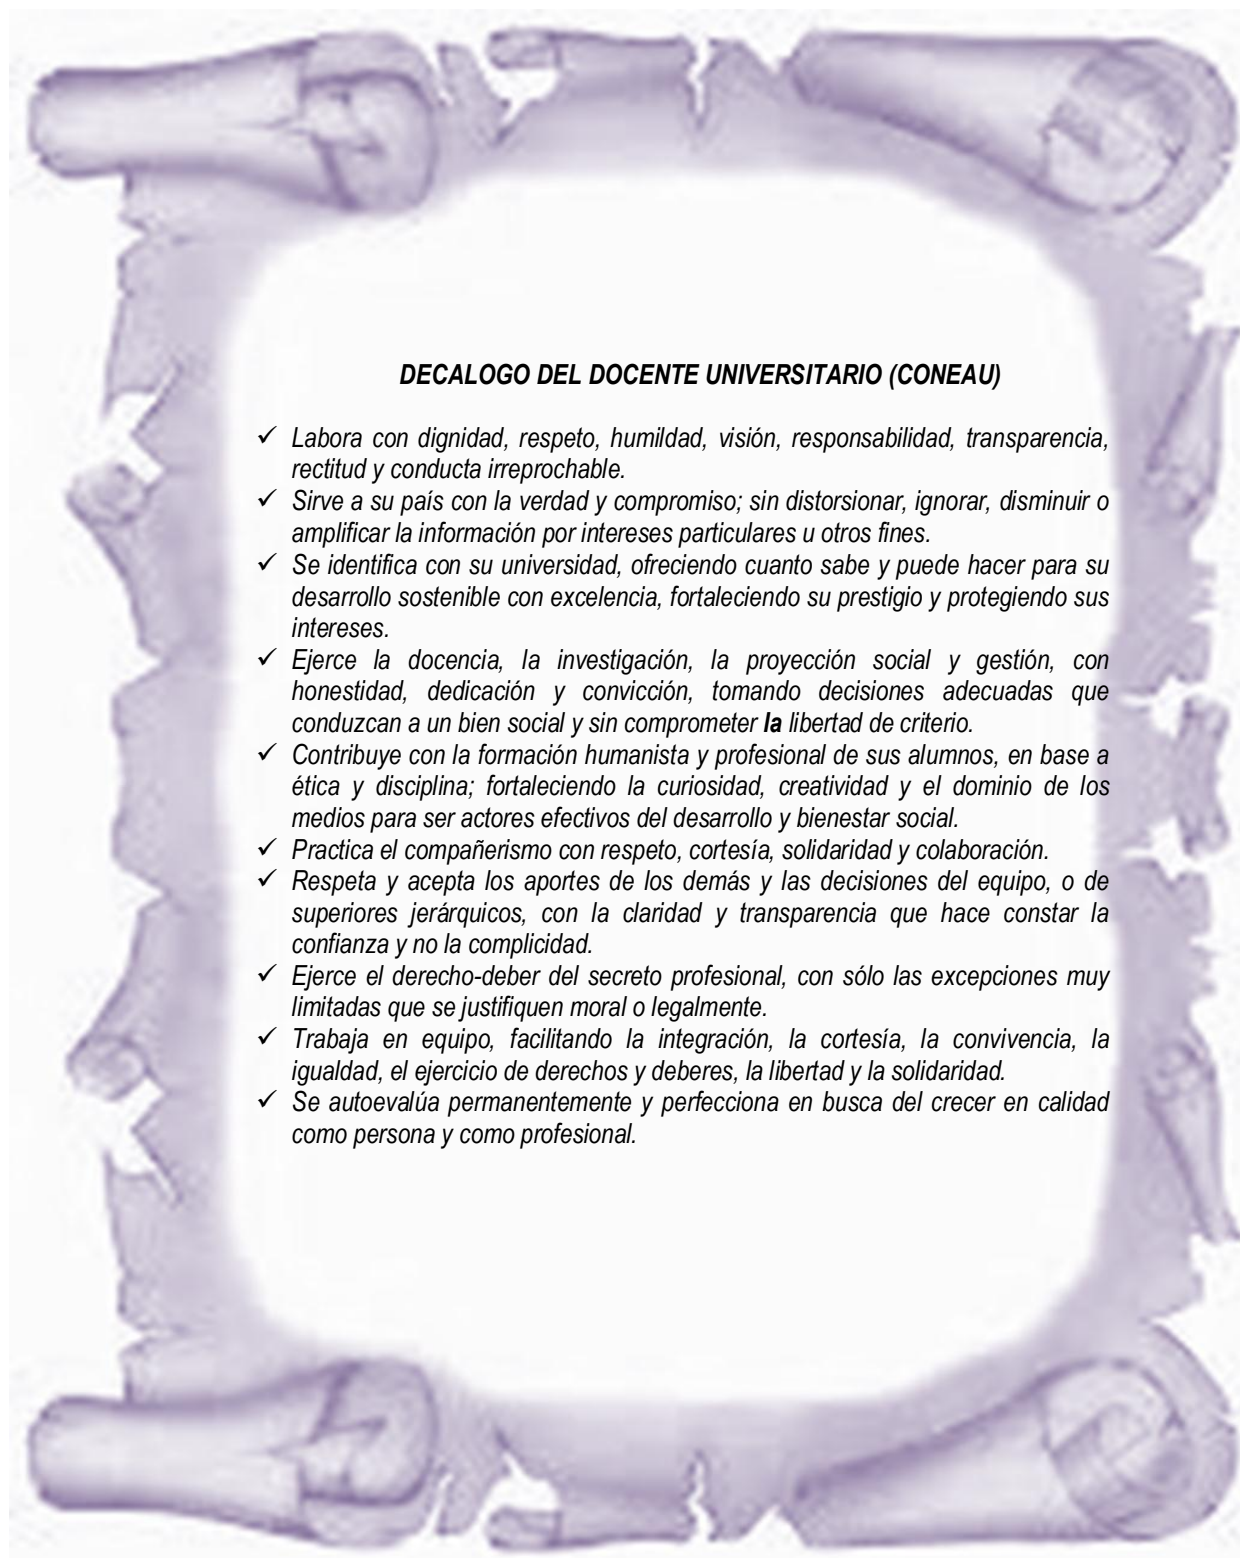 DECALOGO DEL DOCENTE UNIVERSITARIO (CONEAU)
✓ Labora con dignidad, respeto, humildad, visión, responsabilidad, transparencia,
rectitud y conducta irreprochable.
✓ Sirve a su país con la verdad y compromiso; sin distorsionar, ignorar, disminuir o
amplificar la información por intereses particulares u otros fines.
✓ Se identifica con su universidad, ofreciendo cuanto sabe y puede hacer para su
desarrollo sostenible con excelencia, fortaleciendo su prestigio y protegiendo sus
intereses.
✓ Ejerce la docencia, la investigación, la proyección social y gestión, con
honestidad, dedicación y convicción, tomando decisiones adecuadas que
conduzcan a un bien social y sin comprometer la libertad de criterio.
✓ Contribuye con la formación humanista y profesional de sus alumnos, en base a
ética y disciplina; fortaleciendo la curiosidad, creatividad y el dominio de los
medios para ser actores efectivos del desarrollo y bienestar social.
✓ Practica el compañerismo con respeto, cortesía, solidaridad y colaboración.
✓ Respeta y acepta los aportes de los demás y las decisiones del equipo, o de
superiores jerárquicos, con la claridad y transparencia que hace constar la
confianza y no la complicidad.
✓ Ejerce el derecho-deber del secreto profesional, con sólo las excepciones muy
limitadas que se justifiquen moral o legalmente.
✓ Trabaja en equipo, facilitando la integración, la cortesía, la convivencia, la
igualdad, el ejercicio de derechos y deberes, la libertad y la solidaridad.
✓ Se autoevalúa permanentemente y perfecciona en busca del crecer en calidad
como persona y como profesional.